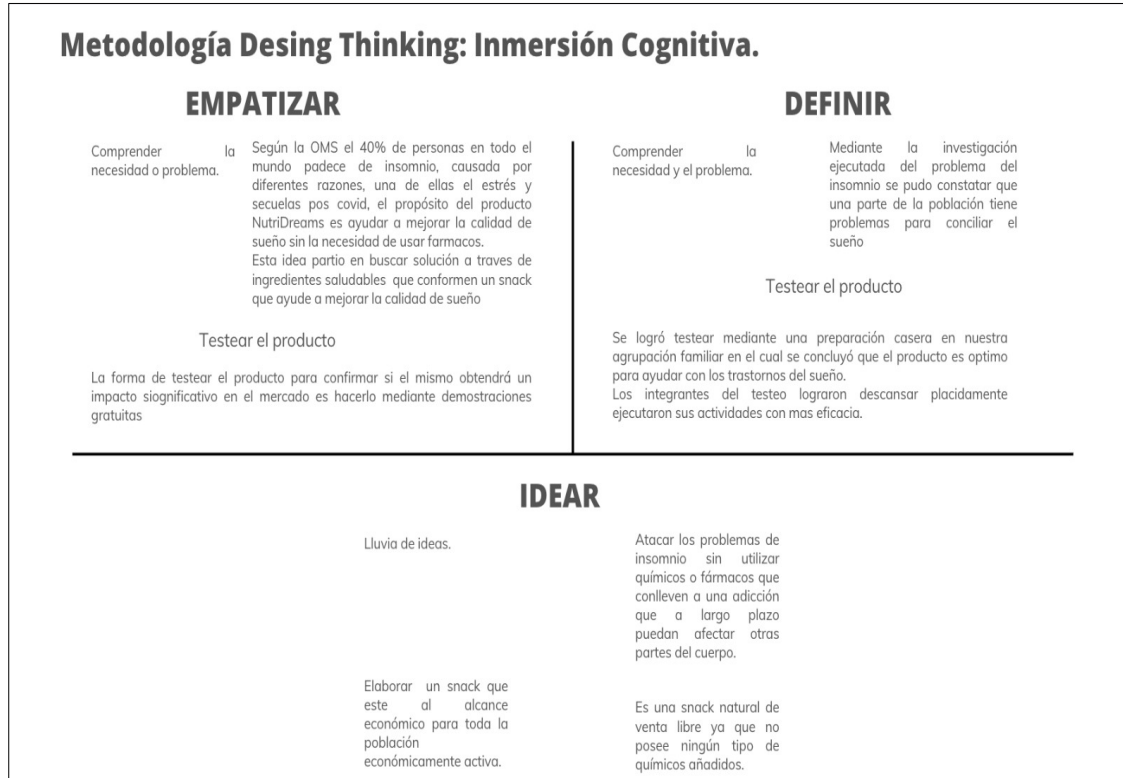 Metodología Desing Thinking: Inmersión Cognitiva.
EMPATIZAR
Comprender la
necesidad o problema.
Según la OMS el 40% de personas en todo el
mundo padece de insomnio, causada por
diferentes razones, una de ellas el estrés y
secuelas pos covid, el propósito del producto
NutriDreams es ayudar a mejorar la calidad de
sueño sin la necesidad de usar farmacos.
Esta idea partio en buscar solución a traves de
ingredientes saludables que conformen un snack
que ayude a mejorar la calidad de sueño
Testear el producto
La forma de testear el producto para confirmar si el mismo obtendrá un
impacto siognificativo en el mercado es hacerlo mediante demostraciones
gratuitas
DEFINIR
Comprender la
necesidad y el problema.
Mediante la investigación
ejecutada del problema del
insomnio se pudo constatar que
una parte de la población tiene
problemas para conciliar el
sueño
Testear el producto
Se logró testear mediante una preparación casera en nuestra
agrupación familiar en el cual se concluyó que el producto es optimo
para ayudar con los trastornos del sueño.
Los integrantes del testeo lograron descansar placidamente
ejecutaron sus actividades con mas eficacia.
IDEAR
Lluvia de ideas.
Atacar los problemas de
insomnio sin utilizar
químicos o fármacos que
conlleven a una adicción
que a largo plazo
puedan afectar otras
partes del cuerpo.
Elaborar un snack que
este al alcance
económico para toda la
población
económicamente activa.
Es una snack natural de
venta libre ya que no
posee ningún tipo de
químicos añadidos.